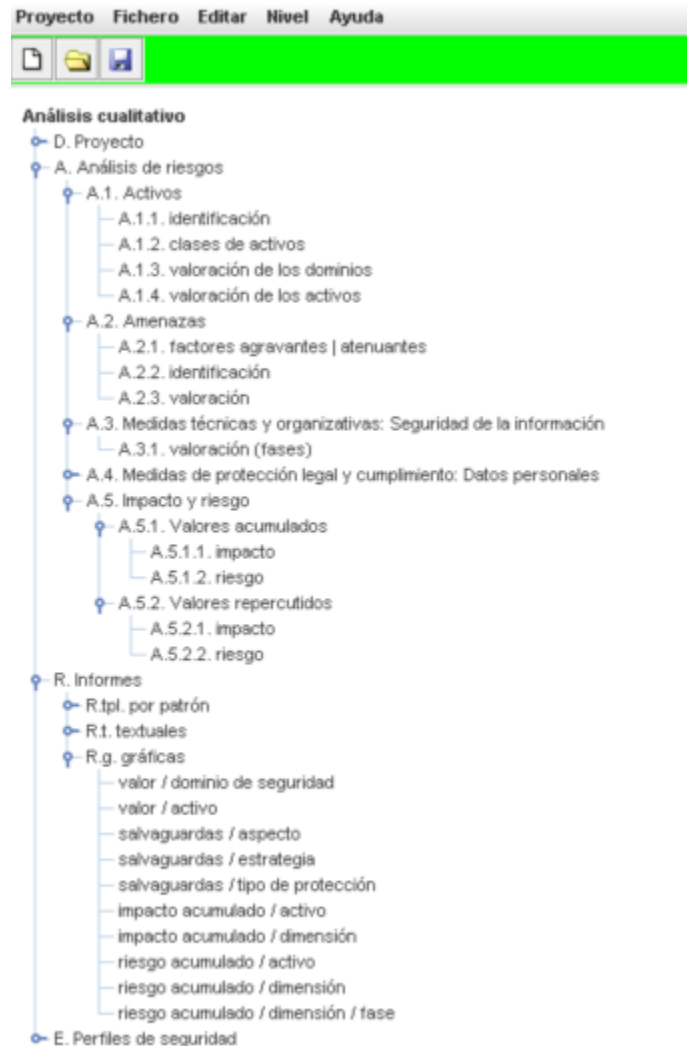 Proyecto Fichero Editar Nivel Ayuda
Análisis cualitativo
D. Proyecto
A. Análisis de riesgos
A.1. Activos
A.1.1. identificación
A.1.2. clases de activos
A.1.3. valoración de los dominios
A.1.4. valoración de los activos
A.2. Amenazas
A.2.1. factores agravantes | atenuantes
A.2.2. identificación
A.2.3. valoración
A.3. Medidas técnicas y organizativas: Seguridad de la información
A.3.1. valoración (fases)
A.4. Medidas de protección legal y cumplimiento: Datos personales
A.5. Impacto y riesgo
A.5.1. Valores acumulados
A.5.1.1. impacto
A.5.1.2. riesgo
A.5.2. Valores repercutidos
A.5.2.1. impacto
A.5.2.2. riesgo
R. Informes
R.tpl. por patrón
R.t. textuales
R.g. gráficas
valor / dominio de seguridad
valor / activo
salvaguardas / aspecto
salvaguardas / estrategia
salvaguardas / tipo de protección
impacto acumulado / activo
impacto acumulado / dimensión
riesgo acumulado / activo
riesgo acumulado / dimensión
riesgo acumulado / dimensión / fase
E. Perfiles de seguridad